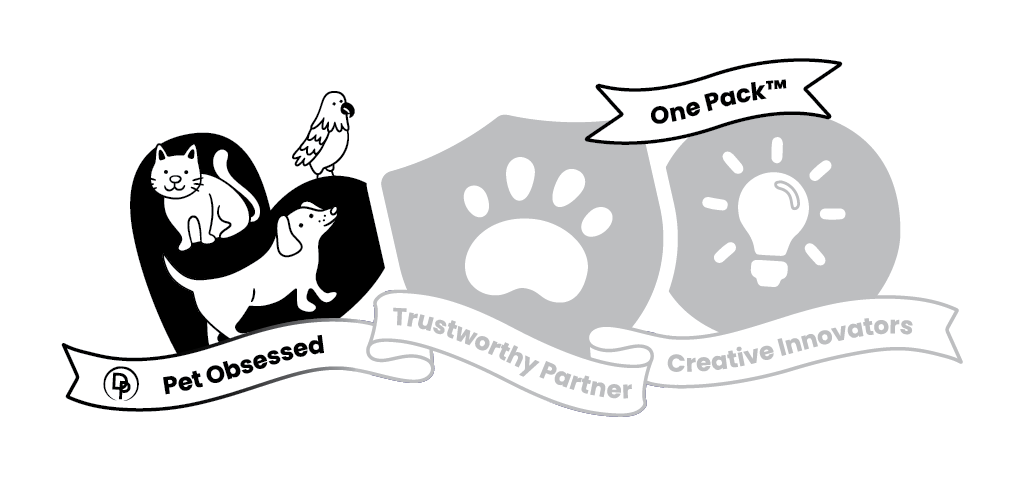 One Pack™
DP Pet Obsessed
Trustworthy Partner
Creative Innovators